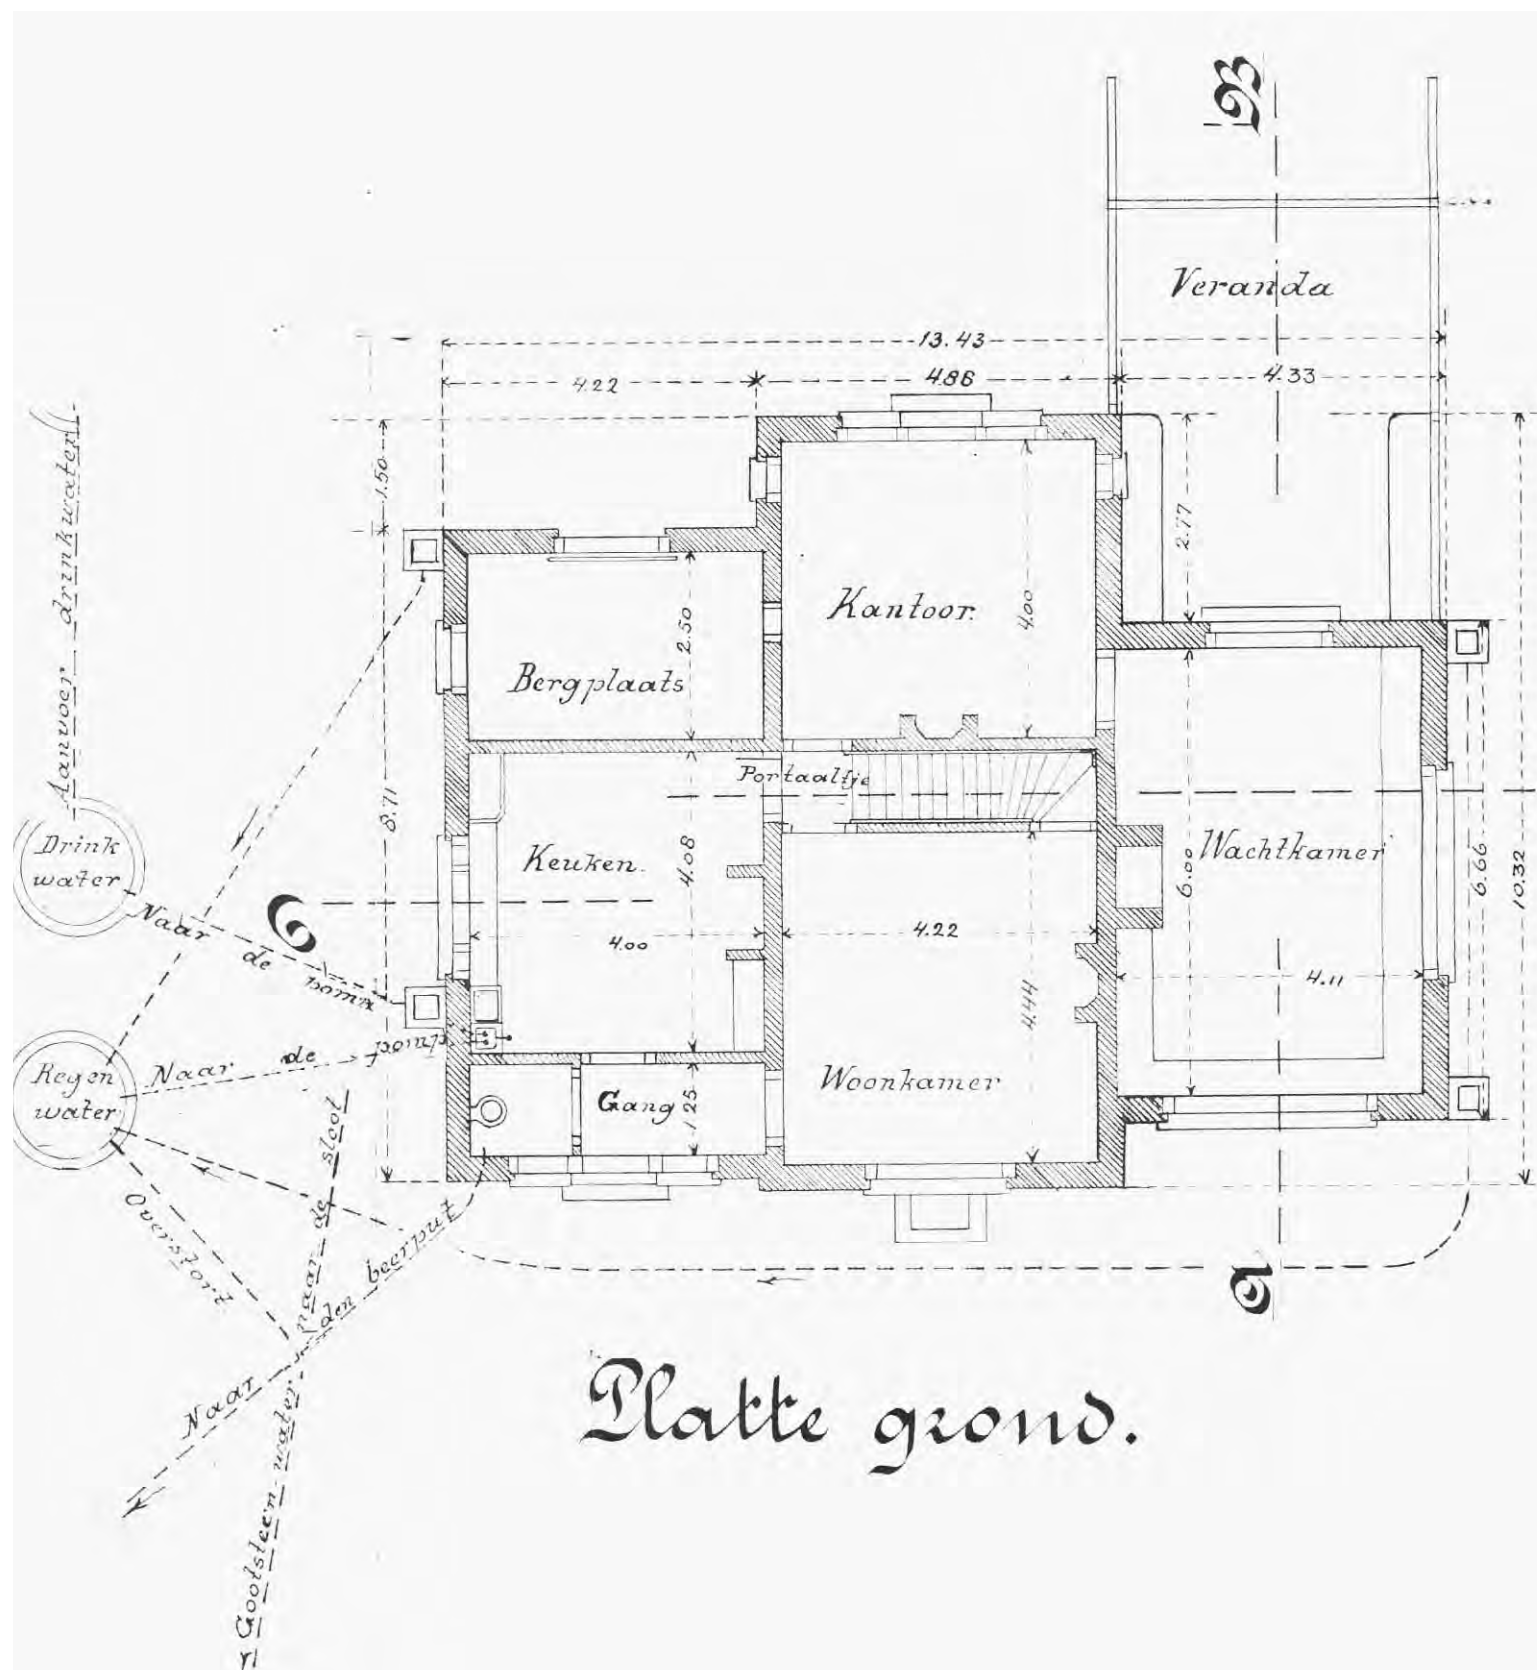 B
Veranda
13.43
4.22
4.86
4.33
1.50
2.77
Aanvoer drinkwater
Kantoor.
4.00
Bergplaats
2.50
8.71
Portaaltje
Drink
water
Keuken.
4.08
4.00
4.22
Wachtkamer
6.00
6.66
10.32
4.11
C
Naar de pomp
Regen
water
Naar de pomp
4.44
Woonkamer
Gang
1.25
Overstort
naar de sloot
Naar den beerput
Gootsteen water
Platte grond.